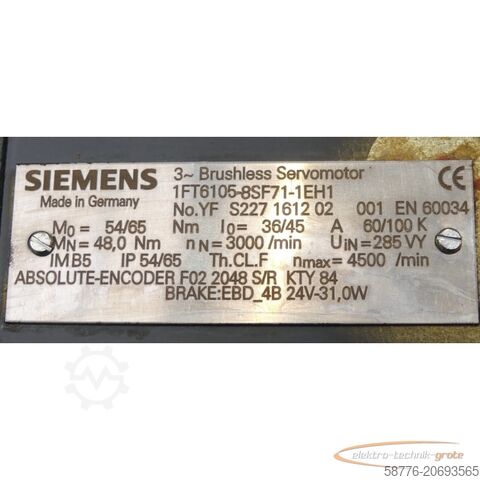 SIEMENS 3~ Brushless Servomotor CE
Made in Germany 1FT6105-8SF71-1EH1
No.YF S227 1612 02 001 EN 60034
M0 = 54/65 Nm I0 = 36/45 A 60/100 K
MN = 48,0 Nm nN = 3000 /min UIN = 285 VY
IM B5 IP 54/65 Th.CL.F nmax = 4500 /min
ABSOLUTE-ENCODER F02 2048 S/R KTY 84
BRAKE:EBD_4B 24V-31,0W
elektro-technik-grote
58776-20693565